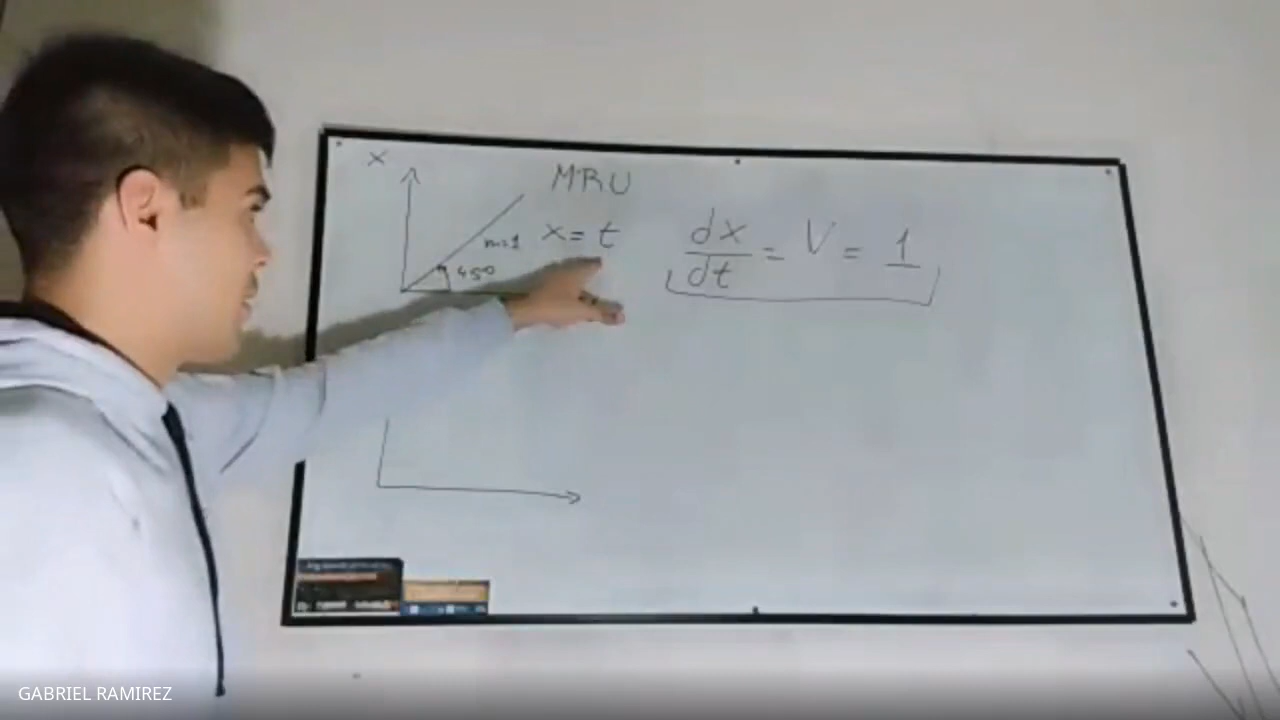 x
MRU
m=1
x = t
45°
dx/dt = V = 1
GABRIEL RAMIREZ